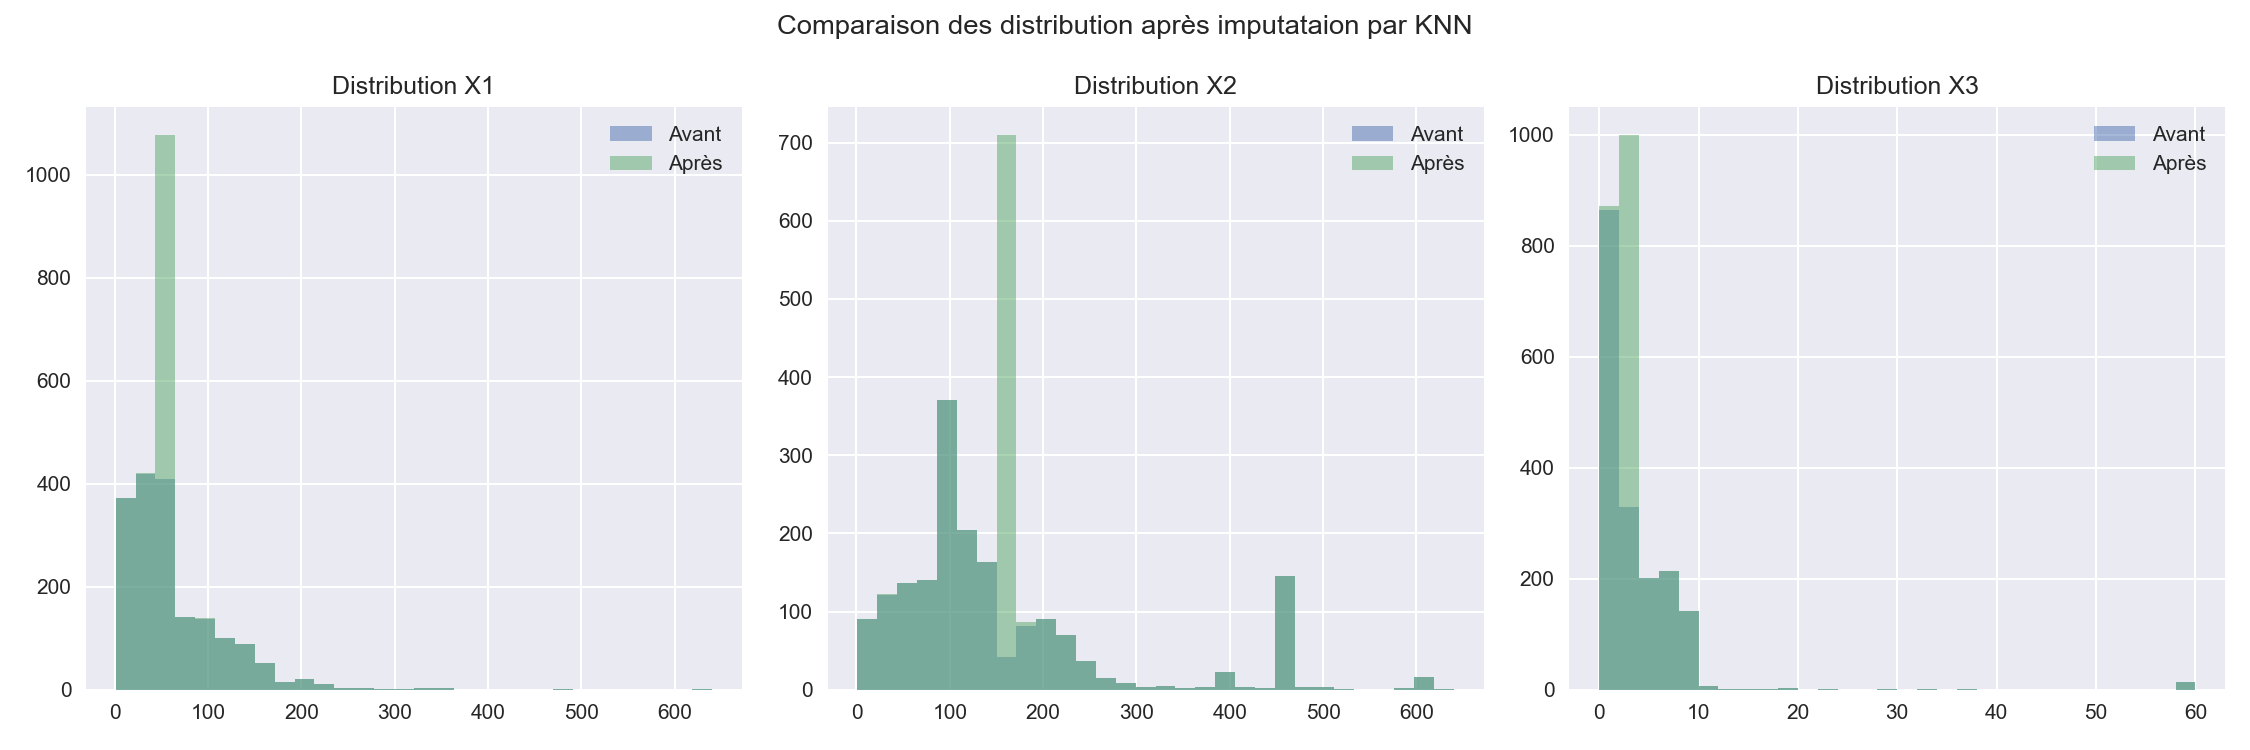 Comparaison des distribution après imputataion par KNN
Distribution X1
Avant
Après
1000
800
600
400
200
0
0 100 200 300 400 500 600
Distribution X2
Avant
Après
700
600
500
400
300
200
100
0
0 100 200 300 400 500 600
Distribution X3
Avant
Après
1000
800
600
400
200
0
0 10 20 30 40 50 60